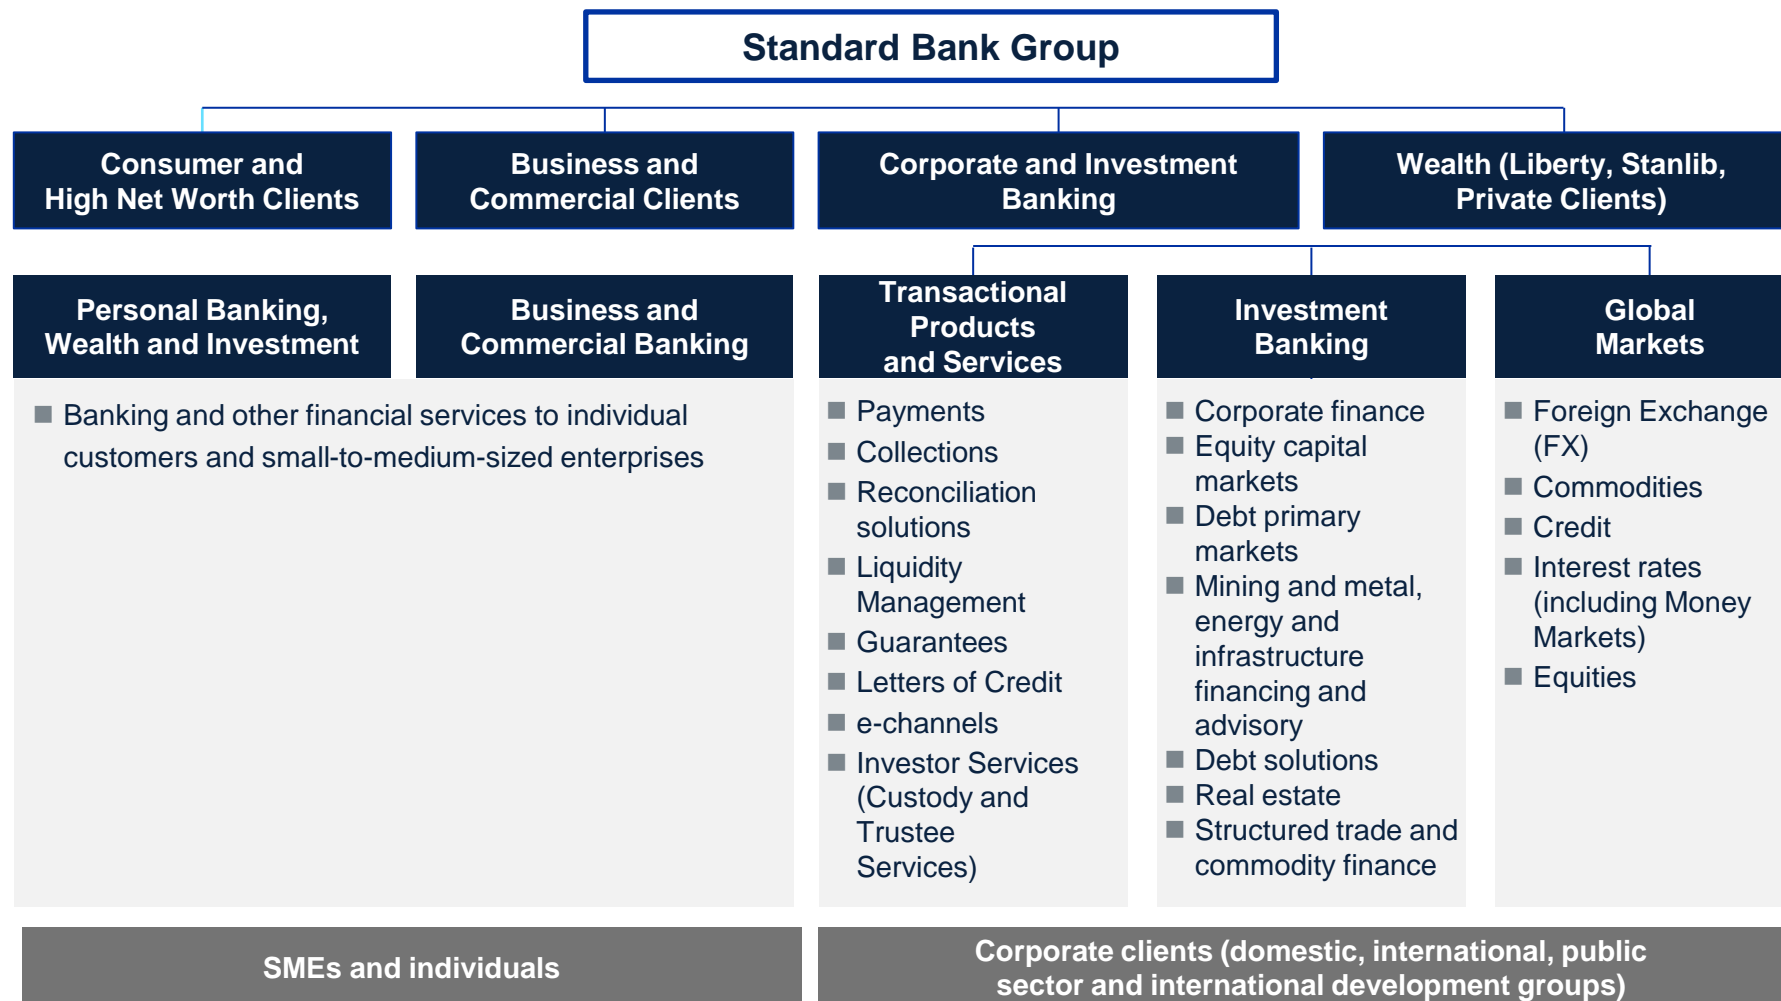 Standard Bank Group
Consumer and
High Net Worth Clients
Business and
Commercial Clients
Corporate and Investment
Banking
Wealth (Liberty, Stanlib,
Private Clients)
Personal Banking,
Wealth and Investment
Business and
Commercial Banking
Transactional
Products
and Services
Investment
Banking
Global
Markets
Banking and other financial services to individual
customers and small-to-medium-sized enterprises
Payments
Collections
Reconciliation
solutions
Liquidity
Management
Guarantees
Letters of Credit
e-channels
Investor Services
(Custody and
Trustee
Services)
Corporate finance
Equity capital
markets
Debt primary
markets
Mining and metal,
energy and
infrastructure
financing and
advisory
Debt solutions
Real estate
Structured trade and
commodity finance
Foreign Exchange
(FX)
Commodities
Credit
Interest rates
(including Money
Markets)
Equities
SMEs and individuals
Corporate clients (domestic, international, public
sector and international development groups)